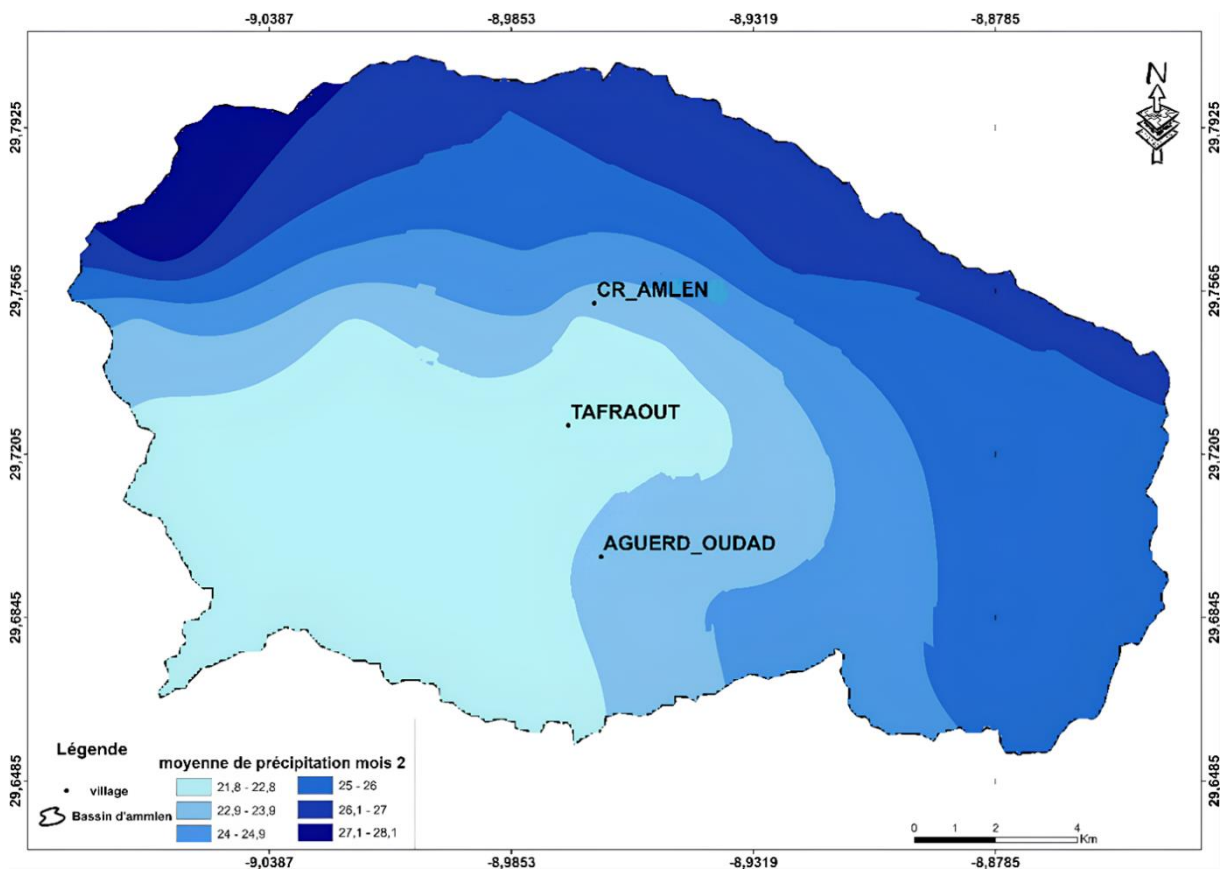 -9,0387 -8,9853 -8,9319 -8,8785
N
29,7925 29,7925
29,7565 29,7565
CR_AMLEN
TAFRAOUT
29,7205 29,7205
AGUERD_OUDAD
29,6845 29,6845
Légende
moyenne de précipitation mois 2
village
Bassin d'ammlen
21,8 - 22,8
22,9 - 23,9
24 - 24,9
25 - 26
26,1 - 27
27,1 - 28,1
29,6485 29,6485
0 1 2 4
Km
-9,0387 -8,9853 -8,9319 -8,8785